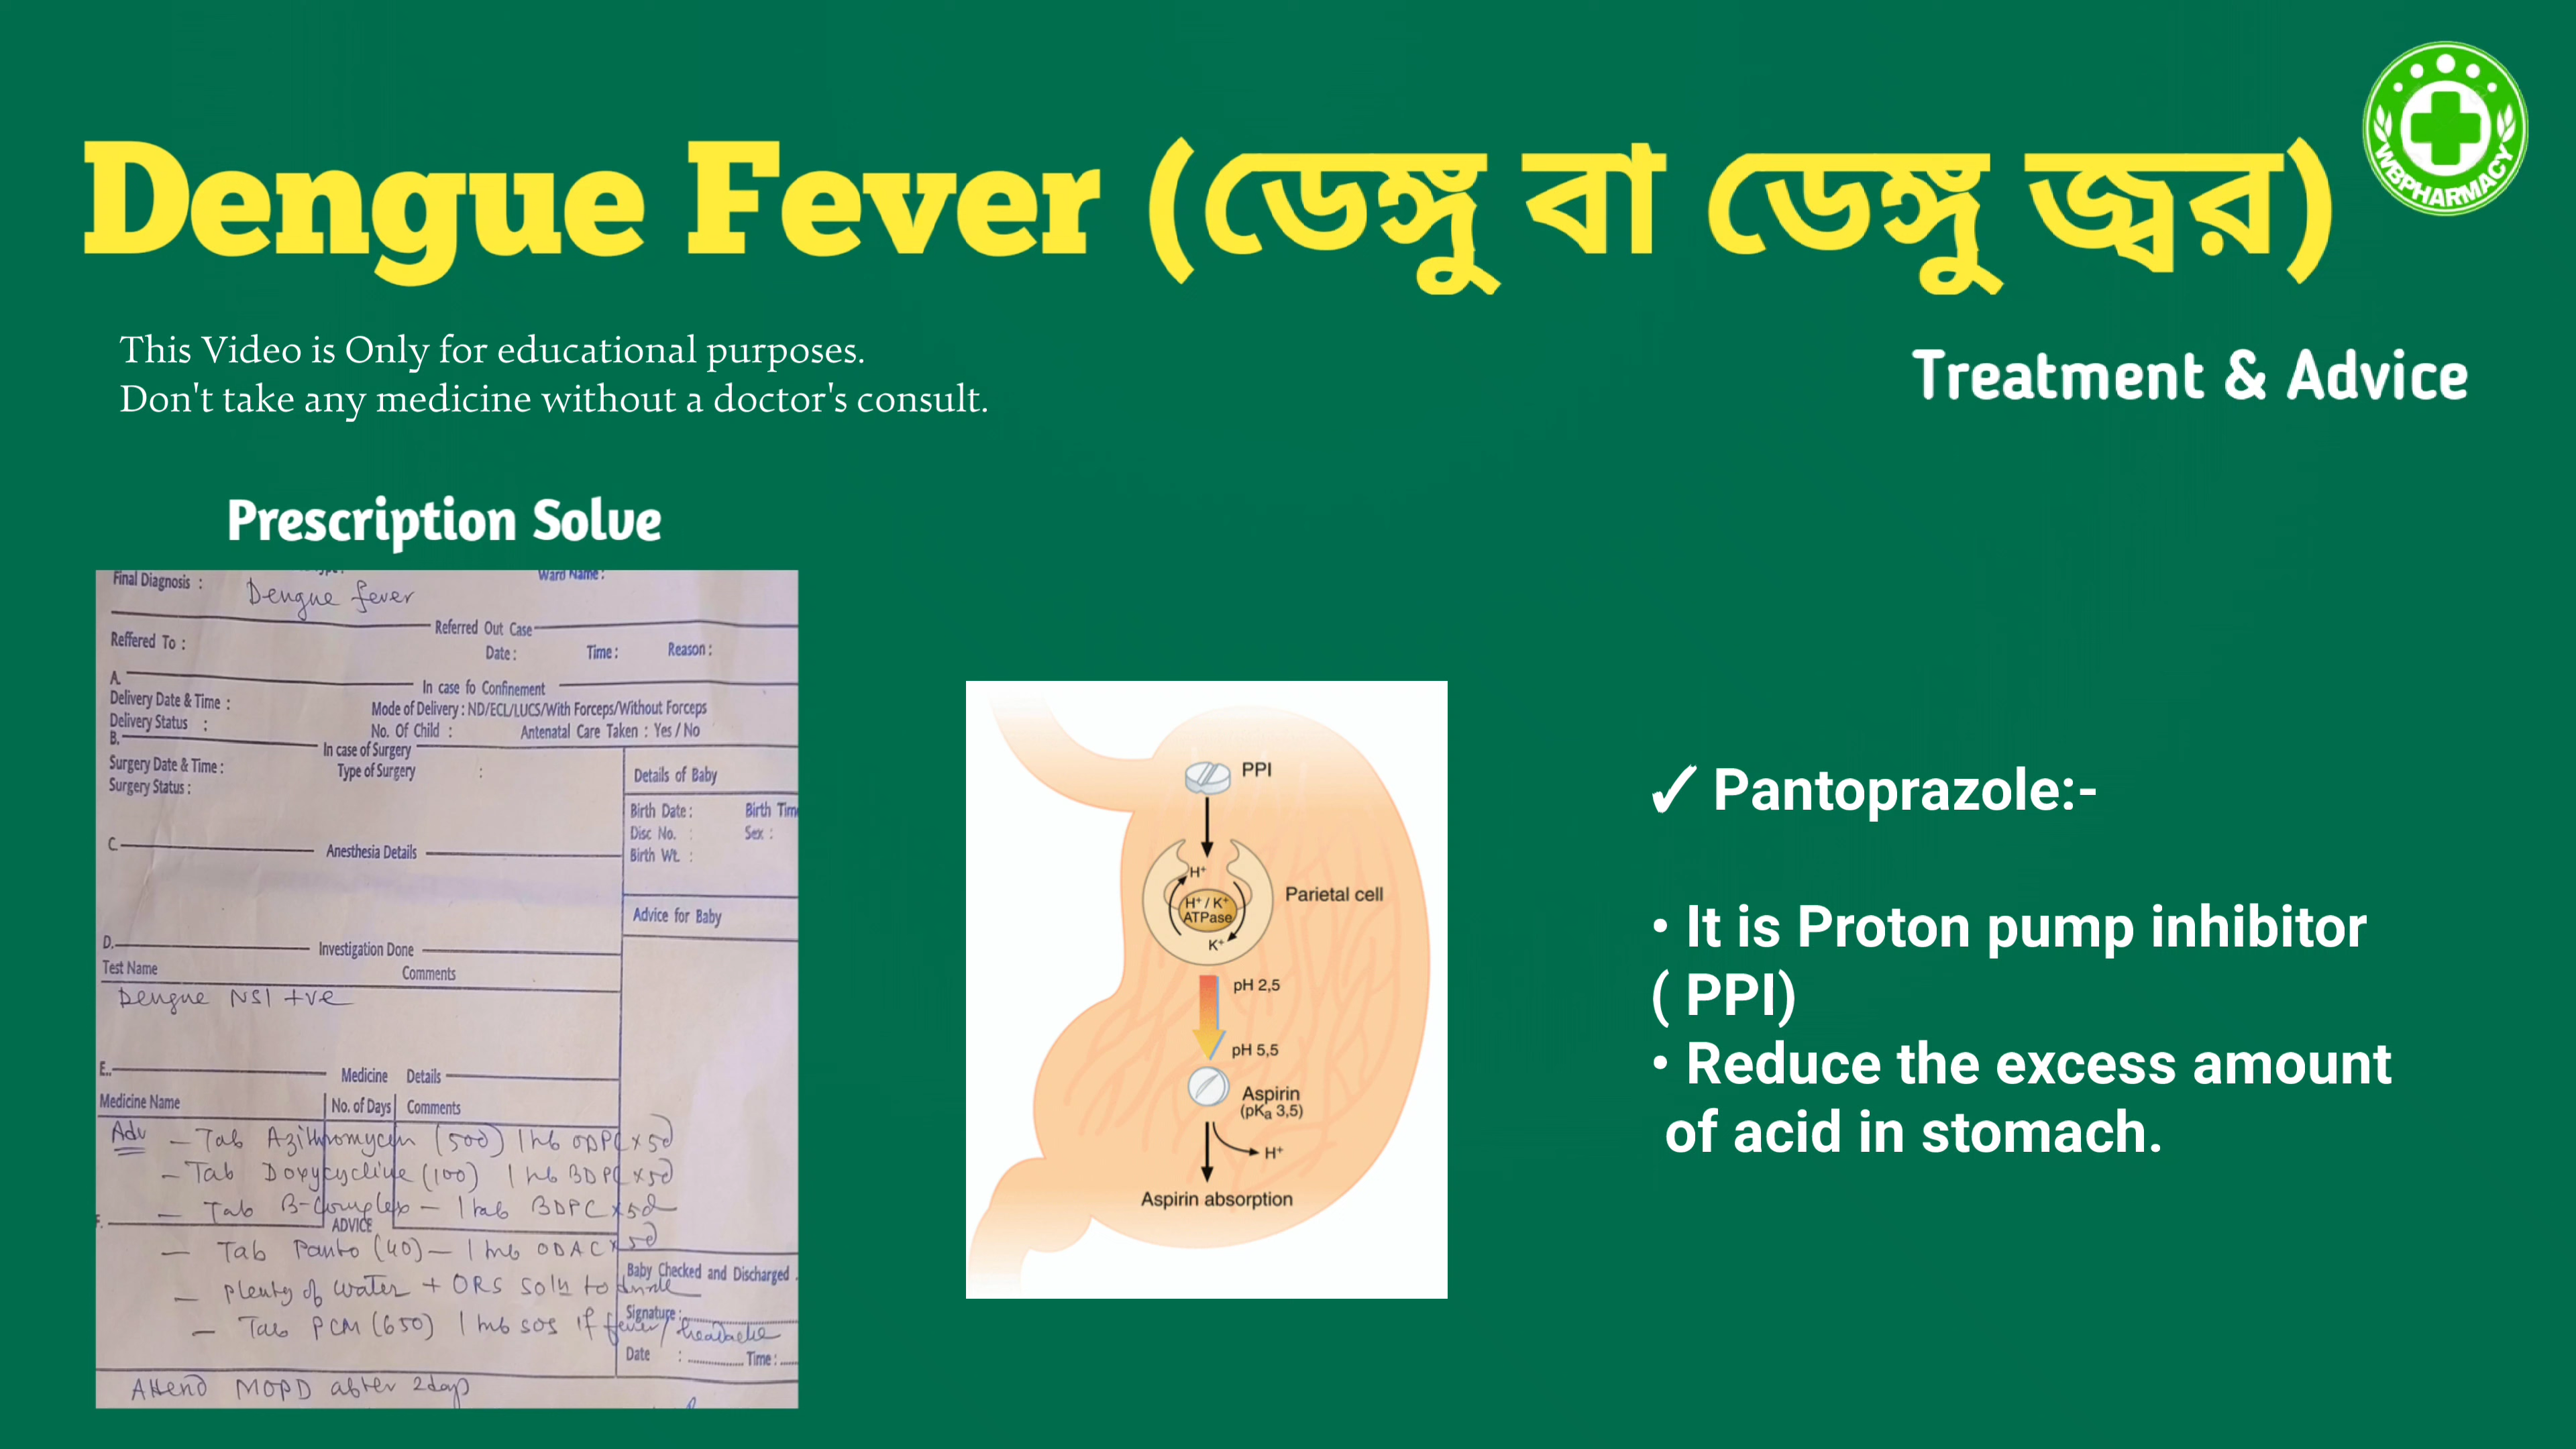 Dengue Fever (ডেঙ্গু বা ডেঙ্গু জ্বর)
WBPHARMACY
This Video is Only for educational purposes.
Don't take any medicine without a doctor's consult.
Treatment & Advice
Prescription Solve
Final Diagnosis : Dengue fever
Ward Name :
Referred Out Case
Reffered To :
Date : Time : Reason :
A.
In case fo Confinement
Delivery Date & Time :
Mode of Delivery : ND/ECL/LUCS/With Forceps/Without Forceps
Delivery Status :
No. Of Child : Antenatal Care Taken : Yes / No
B.
In case of Surgery
Surgery Date & Time :
Type of Surgery :
Surgery Status :
Details of Baby
Birth Date : Birth Tim
Disc No. : Sex :
Birth Wt. :
C.
Anesthesia Details
Advice for Baby
D.
Investigation Done
Test Name Comments
Dengue NS1 +ve
E..
Medicine Details
Medicine Name No. of Days Comments
Adv - Tab Azithromycin (500) 1 tab ODPC x 5d
- Tab Doxycycline (100) 1 tab BDPC x 5d
- Tab B-Complex - 1 tab BDPC x 5d
F.
ADVICE
- Tab Panto (40) - 1 tab ODAC x 5d
- plenty of water + ORS soln to drink
- Tab PCM (650) 1 tab SOS if fever / headache
Baby Checked and Discharged
Signature :
Date : Time :
Attend MOPD after 2 days
PPI
H⁺
H⁺ / K⁺
ATPase
K⁺
Parietal cell
pH 2,5
pH 5,5
Aspirin
(pKₐ 3,5)
H⁺
Aspirin absorption
✓ Pantoprazole:-
• It is Proton pump inhibitor
( PPI)
• Reduce the excess amount
of acid in stomach.